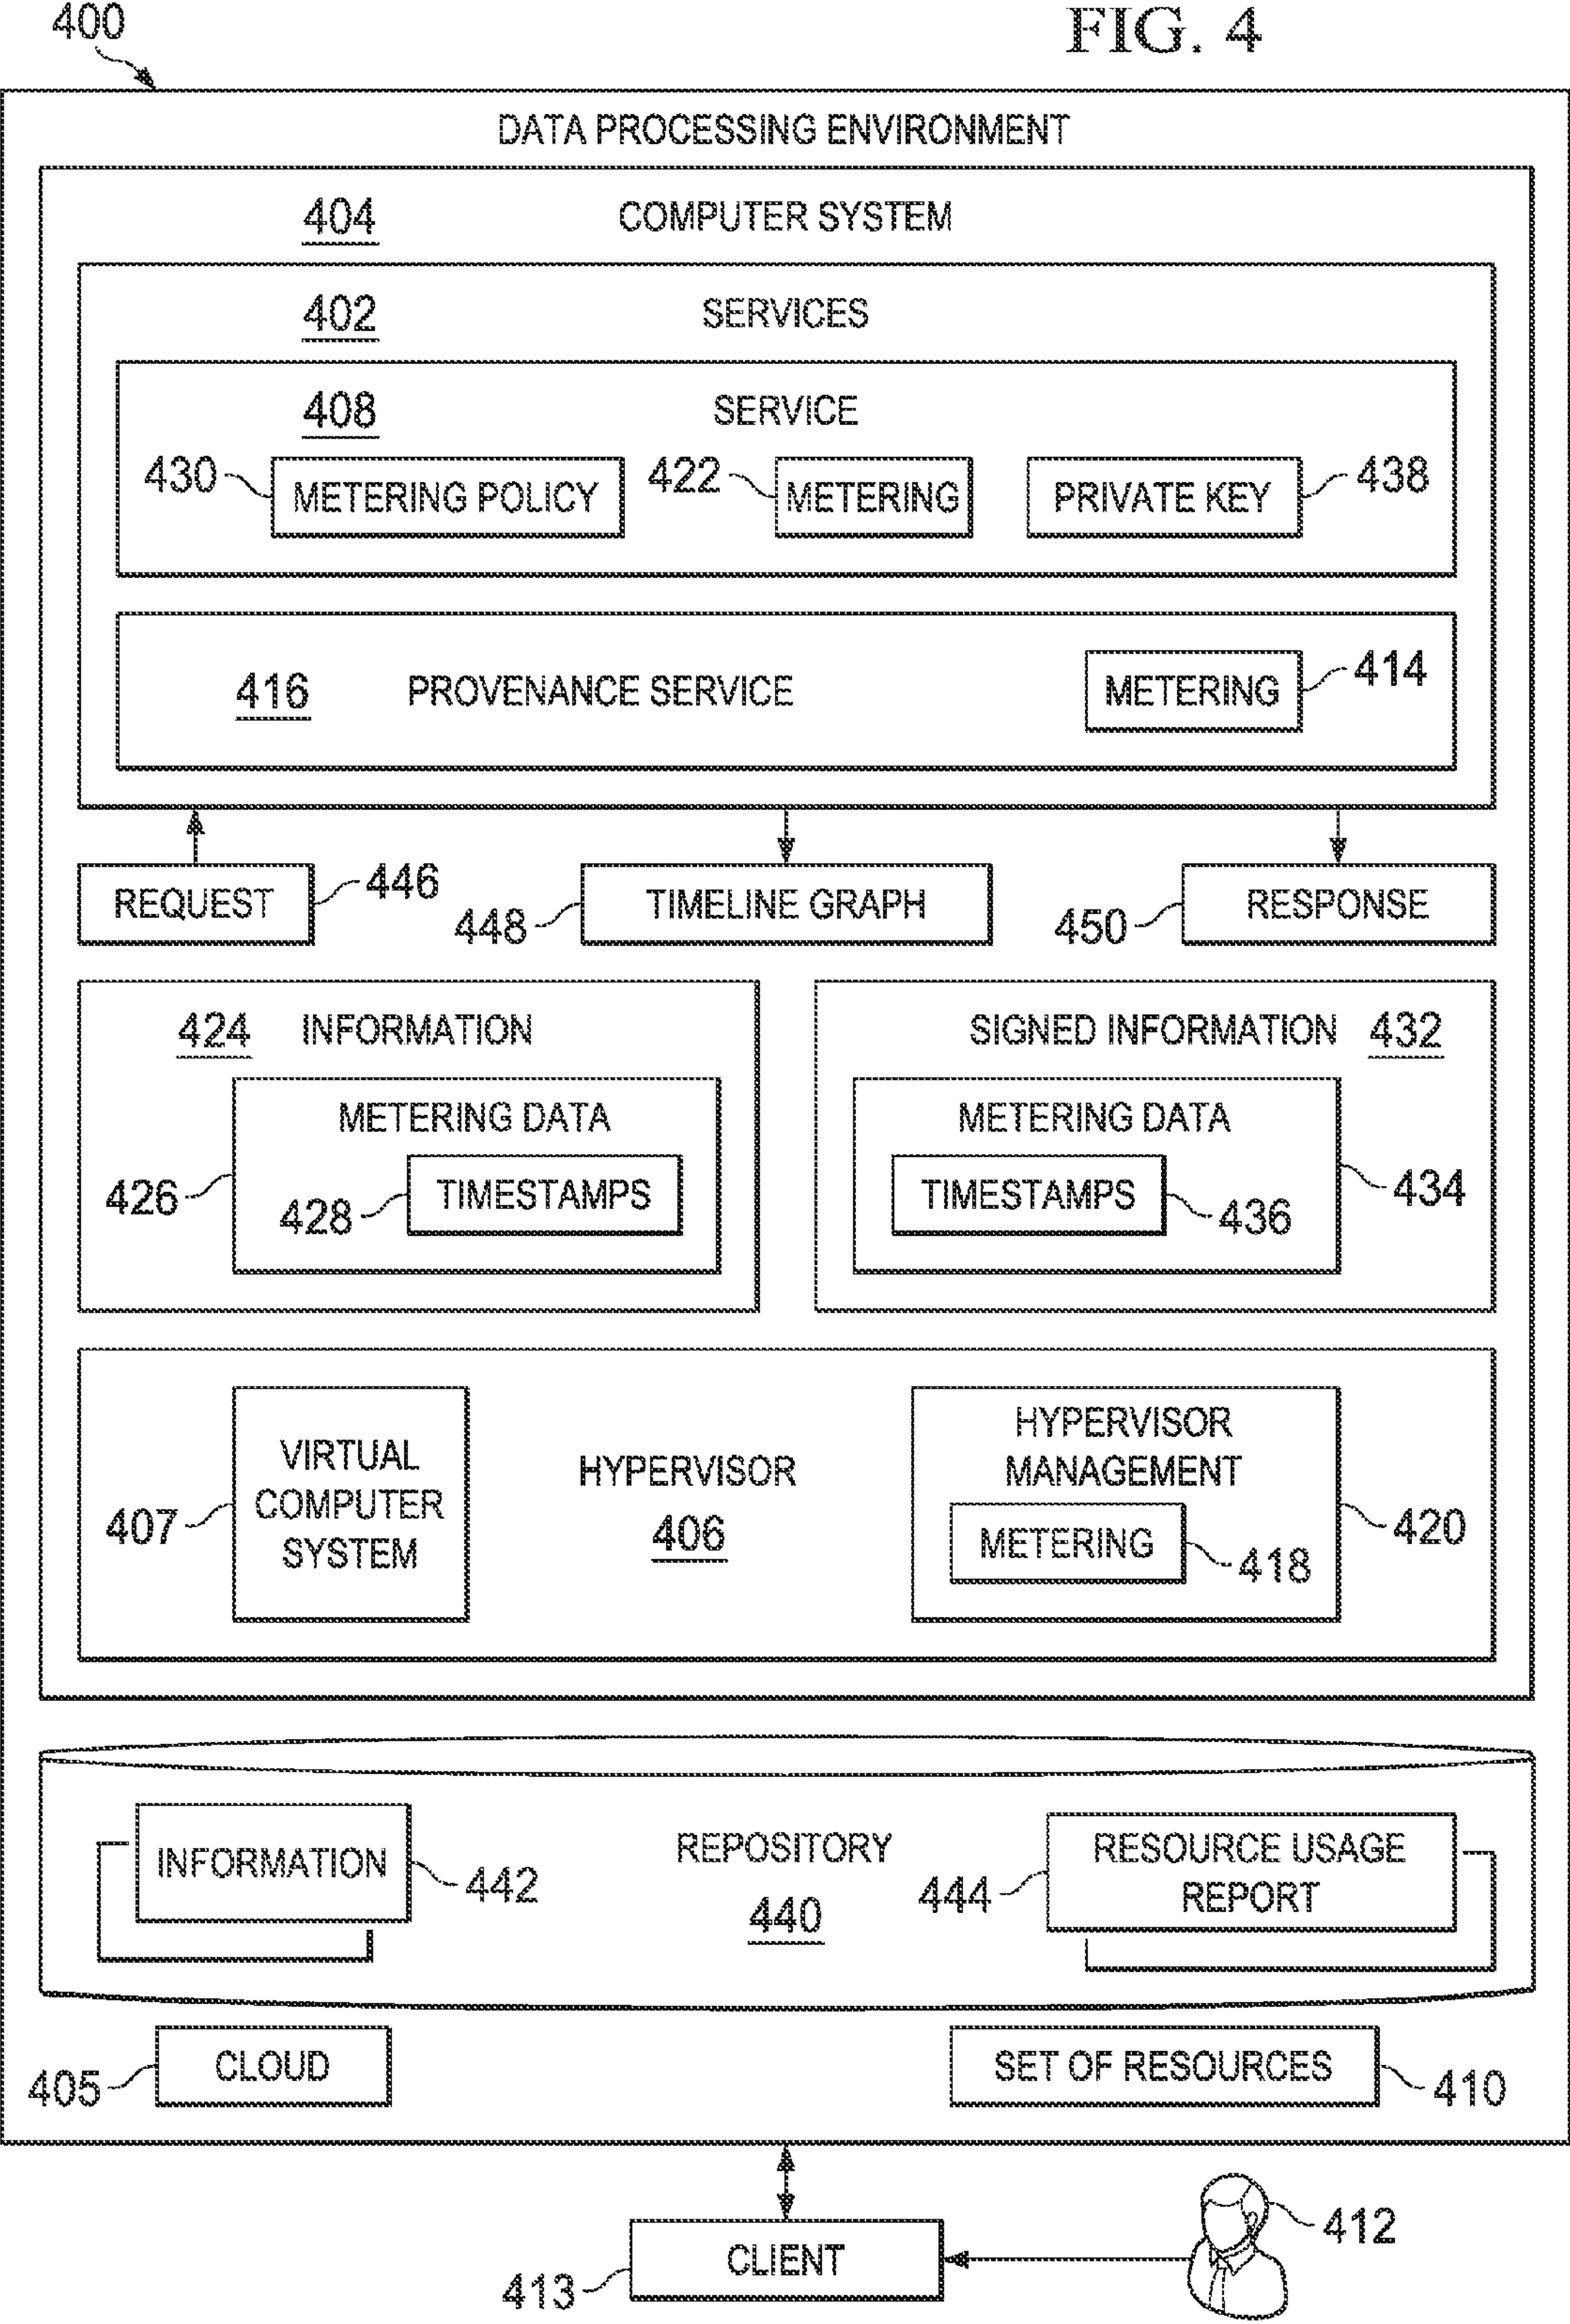 400
FIG. 4
DATA PROCESSING ENVIRONMENT
404 COMPUTER SYSTEM
402 SERVICES
408 SERVICE
430 METERING POLICY 422 METERING PRIVATE KEY 438
416 PROVENANCE SERVICE METERING 414
REQUEST 446 448 TIMELINE GRAPH 450 RESPONSE
424 INFORMATION
METERING DATA
426
428 TIMESTAMPS
SIGNED INFORMATION 432
METERING DATA
434
TIMESTAMPS 436
407
VIRTUAL
COMPUTER
SYSTEM
HYPERVISOR
406
HYPERVISOR
MANAGEMENT
420
METERING 418
INFORMATION 442
REPOSITORY
440
444
RESOURCE USAGE
REPORT
405 CLOUD
SET OF RESOURCES 410
413 CLIENT
412